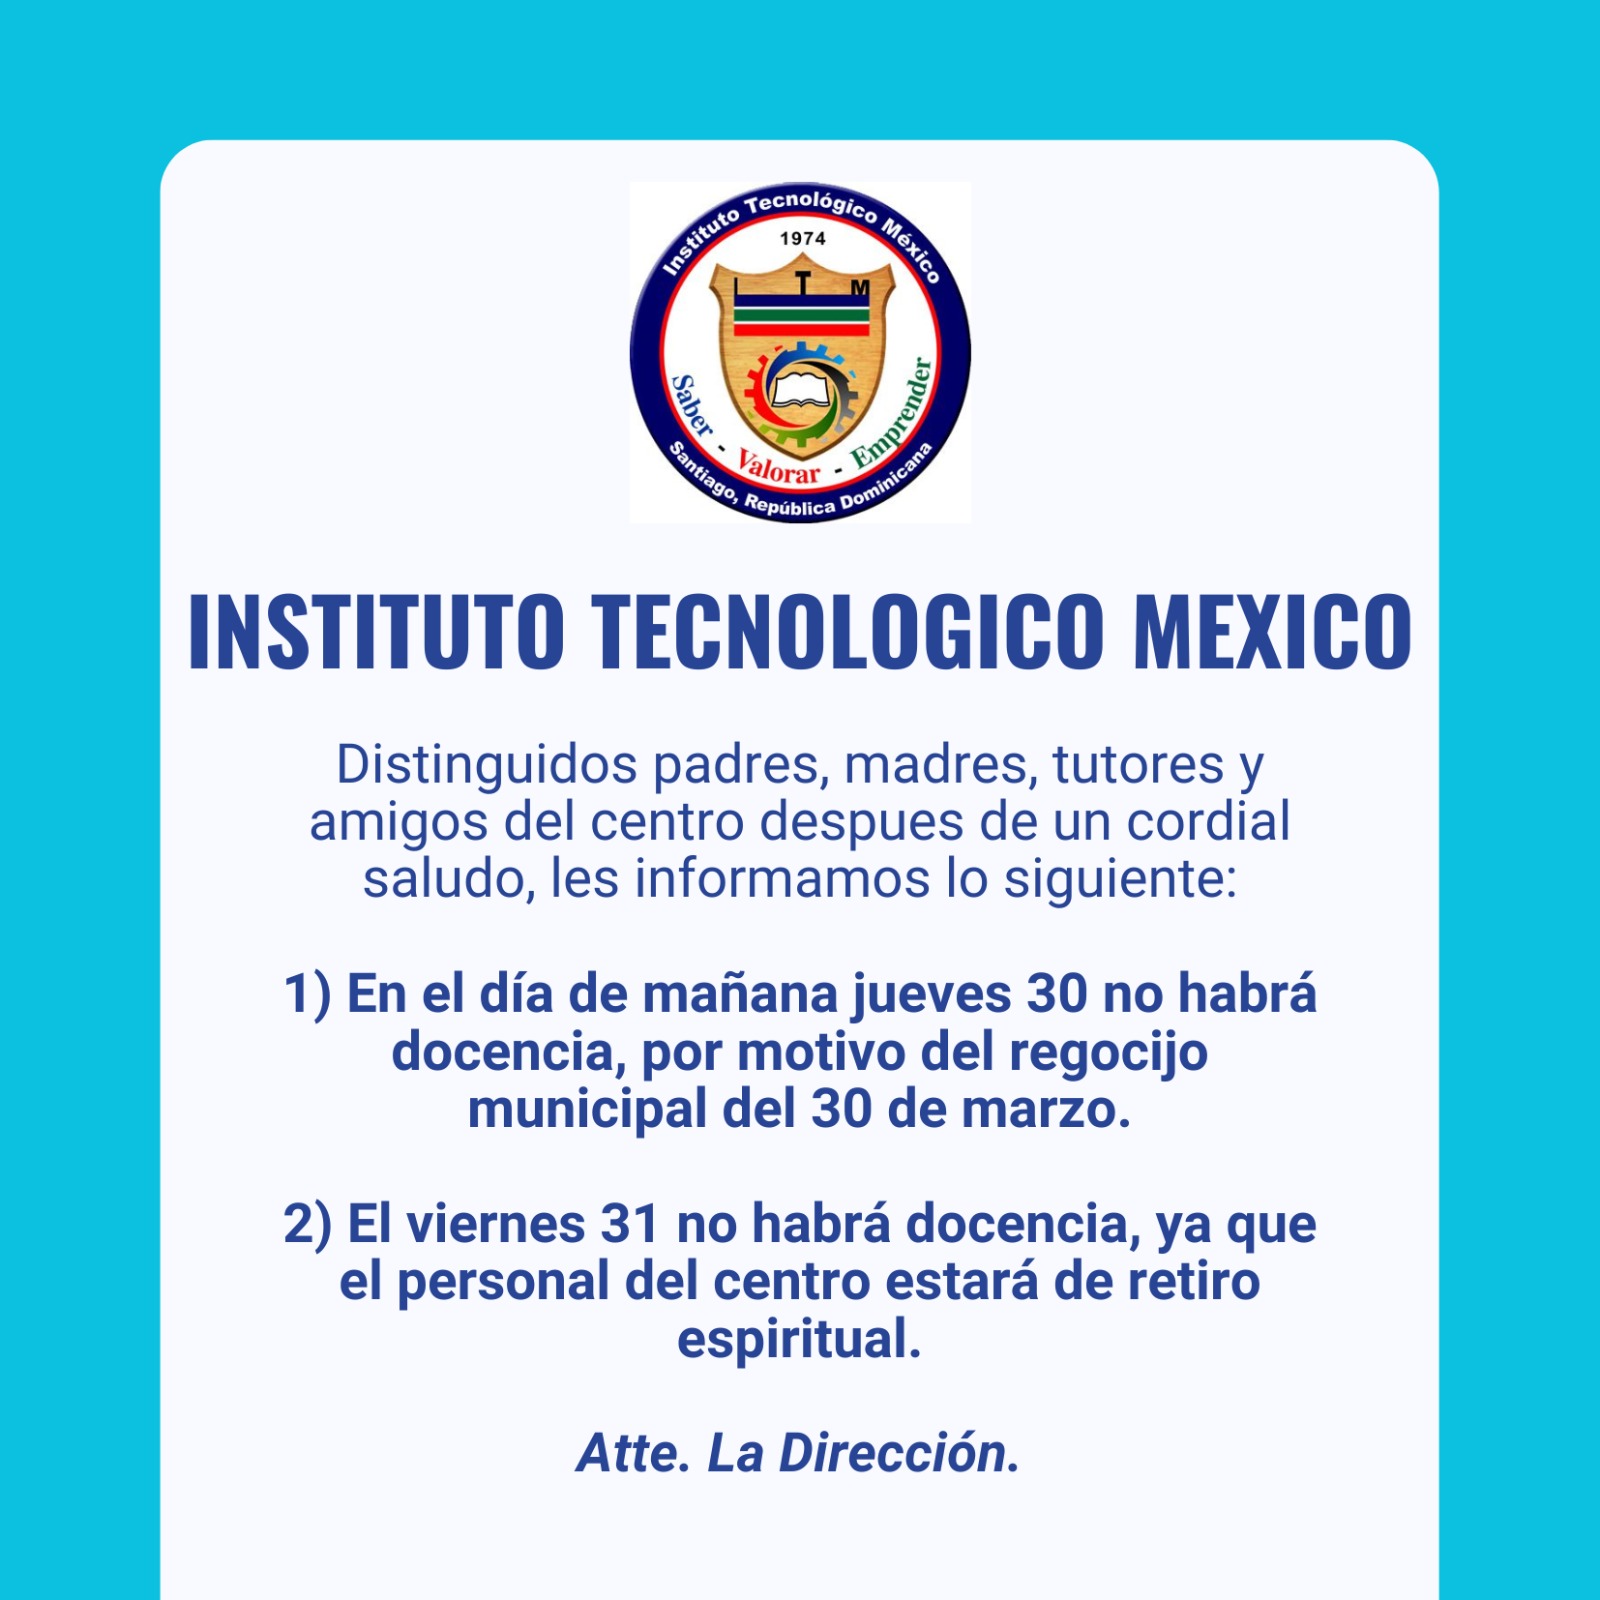 Instituto Tecnológico México
1974
I T M
Saber - Valorar - Emprender
Santiago, República Dominicana
INSTITUTO TECNOLOGICO MEXICO
Distinguidos padres, madres, tutores y
amigos del centro despues de un cordial
saludo, les informamos lo siguiente:
1) En el día de mañana jueves 30 no habrá
docencia, por motivo del regocijo
municipal del 30 de marzo.
2) El viernes 31 no habrá docencia, ya que
el personal del centro estará de retiro
espiritual.
Atte. La Dirección.